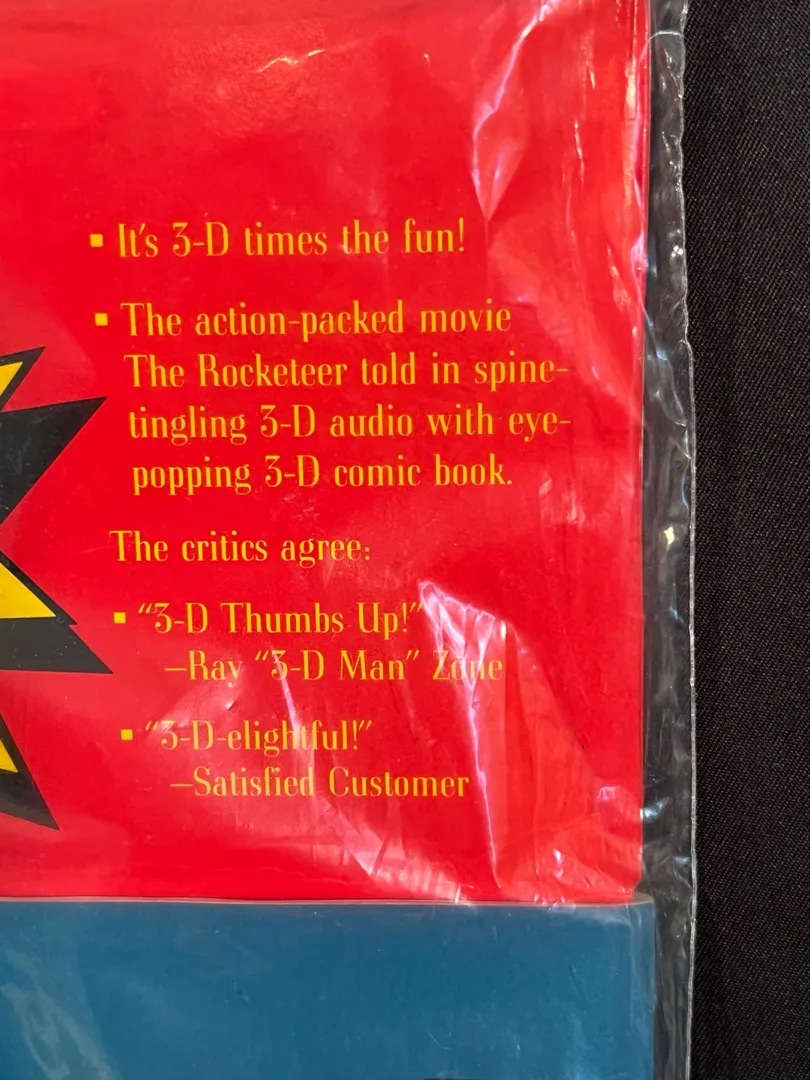 ▪ It's 3-D times the fun!
▪ The action-packed movie
The Rocketeer told in spine-
tingling 3-D audio with eye-
popping 3-D comic book.
The critics agree:
▪ “3-D Thumbs Up!”
—Ray “3-D Man” Zone
▪ “3-D-elightful!”
—Satisfied Customer